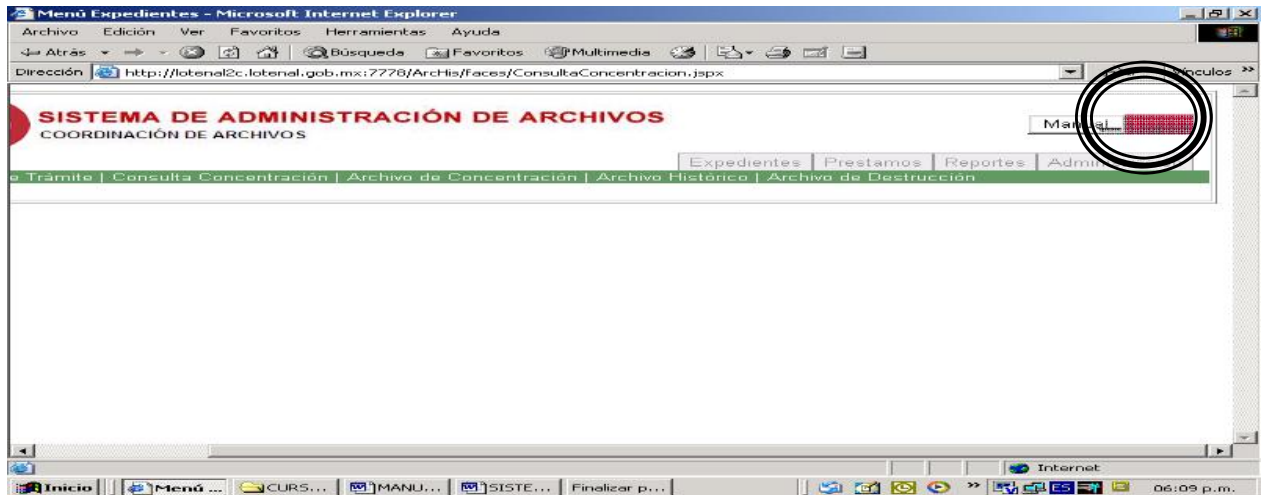 Menú Expedientes - Microsoft Internet Explorer
Archivo Edición Ver Favoritos Herramientas Ayuda
Atrás Búsqueda Favoritos Multimedia
Dirección http://lotenal2c.lotenal.gob.mx:7778/ArcHis/faces/ConsultaConcentracion.jspx
SISTEMA DE ADMINISTRACIÓN DE ARCHIVOS
COORDINACIÓN DE ARCHIVOS
Manual
Expedientes Prestamos Reportes
e Trámite | Consulta Concentración | Archivo de Concentración | Archivo Histórico | Archivo de Destrucción
Internet
Inicio Menú ... CURS... MANU... SISTE... Finalizar p... ES 06:09 p.m.